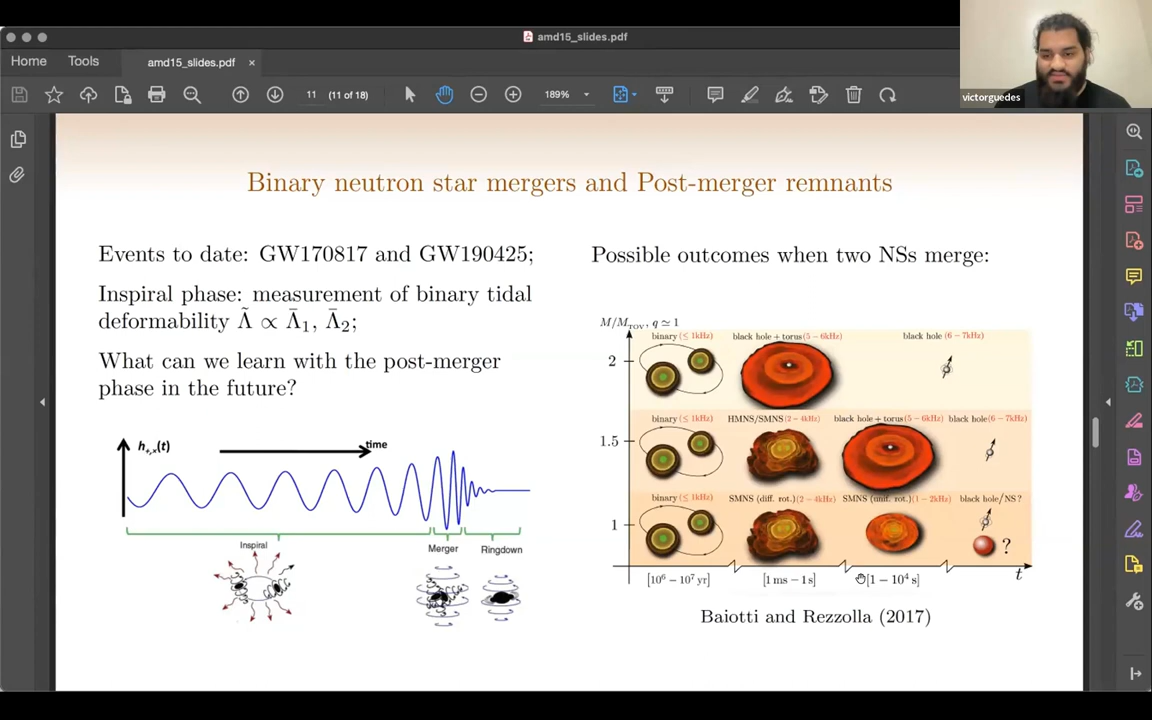 amd15_slides.pdf
Home
Tools
amd15_slides.pdf
11 (11 of 18)
189%
victorguedes
Binary neutron star mergers and Post-merger remnants
Events to date: GW170817 and GW190425;
Inspiral phase: measurement of binary tidal
deformability Λ̃ ∝ Λ̄₁, Λ̄₂;
What can we learn with the post-merger
phase in the future?
h₊,ₓ(t)
time
Inspiral
Merger
Ringdown
Possible outcomes when two NSs merge:
M/M_TOV, q ≃ 1
binary (≤ 1kHz) black hole + torus (5 − 6kHz) black hole (6 − 7kHz)
2
binary (≤ 1kHz) HMNS/SMNS (2 − 4kHz) black hole + torus (5 − 6kHz) black hole (6 − 7kHz)
1.5
binary (≤ 1kHz) SMNS (diff. rot.) (2 − 4kHz) SMNS (unif. rot.) (1 − 2kHz) black hole/NS?
1
?
[10⁶ − 10⁷ yr] [1 ms − 1 s] [1 − 10⁴ s] t
Baiotti and Rezzolla (2017)